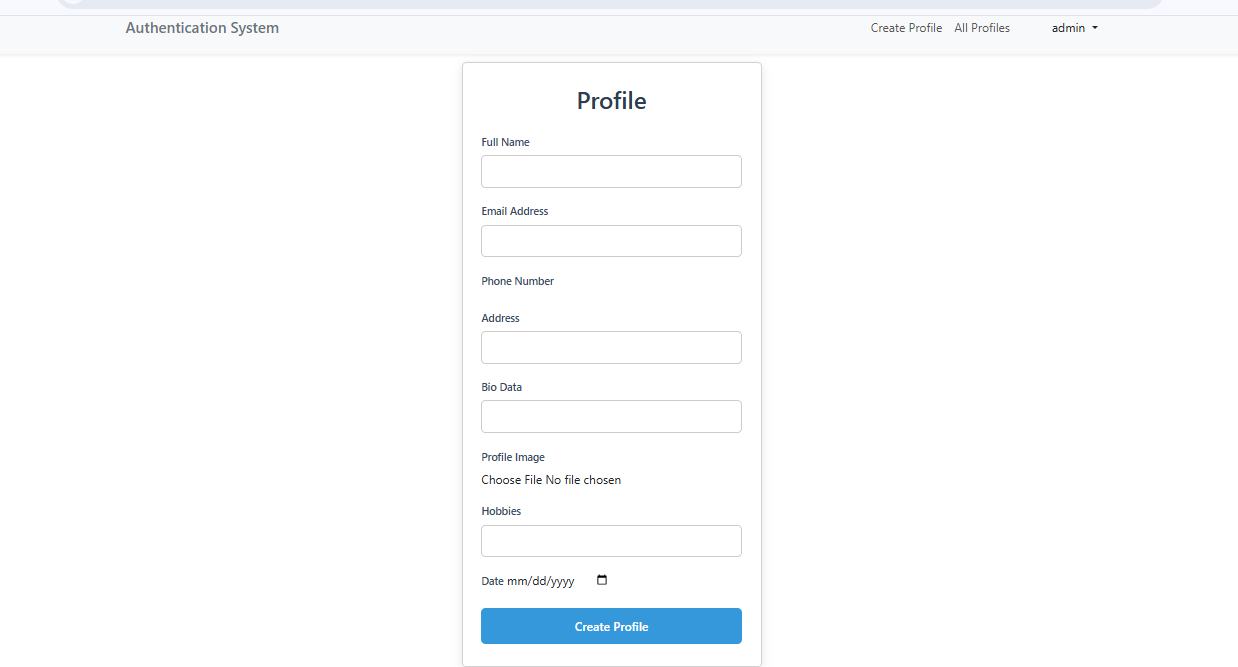 Authentication System
Create Profile All Profiles admin
Profile
Full Name
Email Address
Phone Number
Address
Bio Data
Profile Image
Choose File No file chosen
Hobbies
Date mm/dd/yyyy
Create Profile